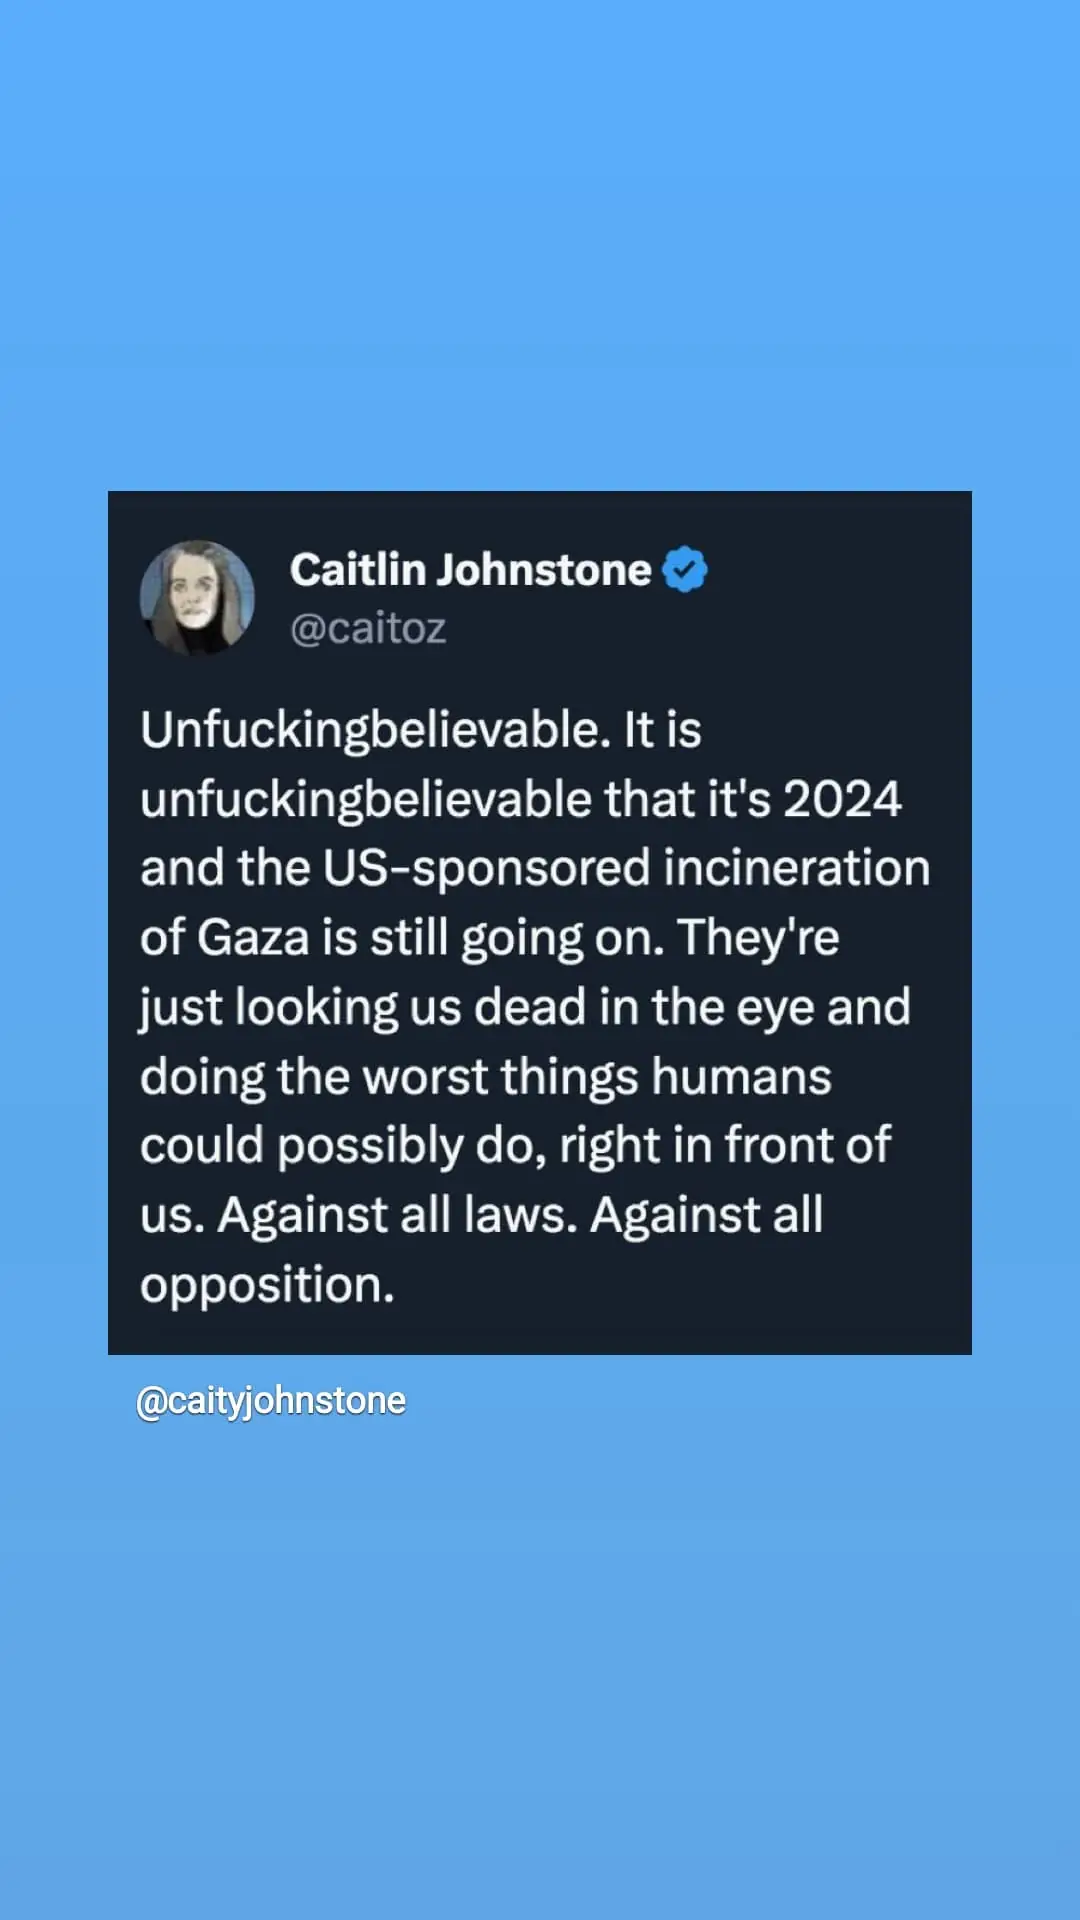 Caitlin Johnstone
@caitoz
Unfuckingbelievable. It is
unfuckingbelievable that it's 2024
and the US-sponsored incineration
of Gaza is still going on. They're
just looking us dead in the eye and
doing the worst things humans
could possibly do, right in front of
us. Against all laws. Against all
opposition.
@caityjohnstone